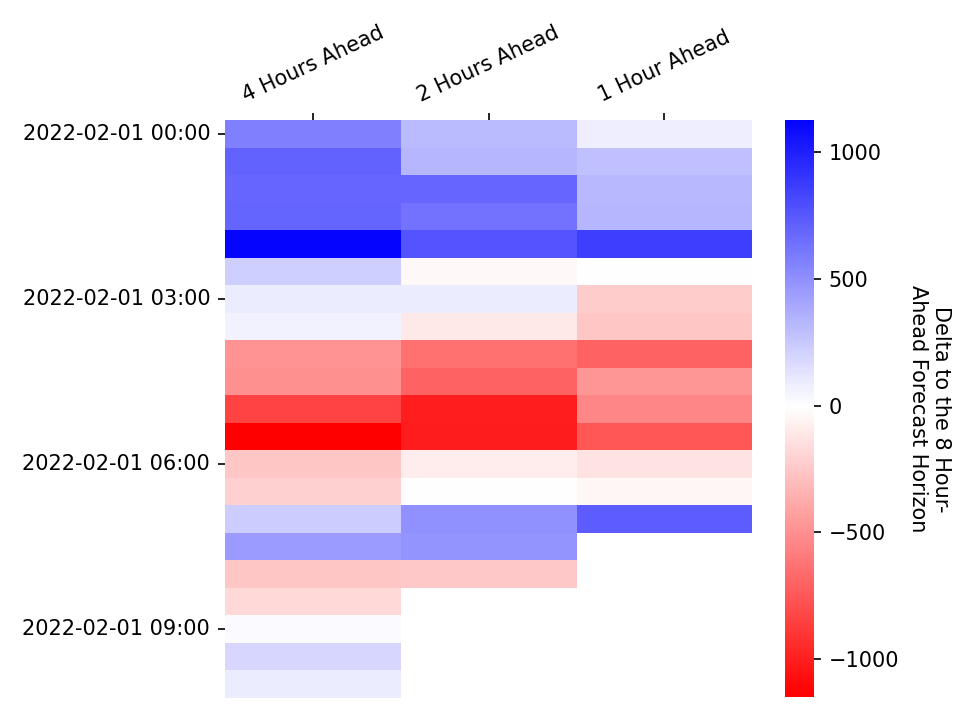 4 Hours Ahead
2 Hours Ahead
1 Hour Ahead
2022-02-01 00:00
2022-02-01 03:00
2022-02-01 06:00
2022-02-01 09:00
1000
500
0
−500
−1000
Delta to the 8 Hour-
Ahead Forecast Horizon